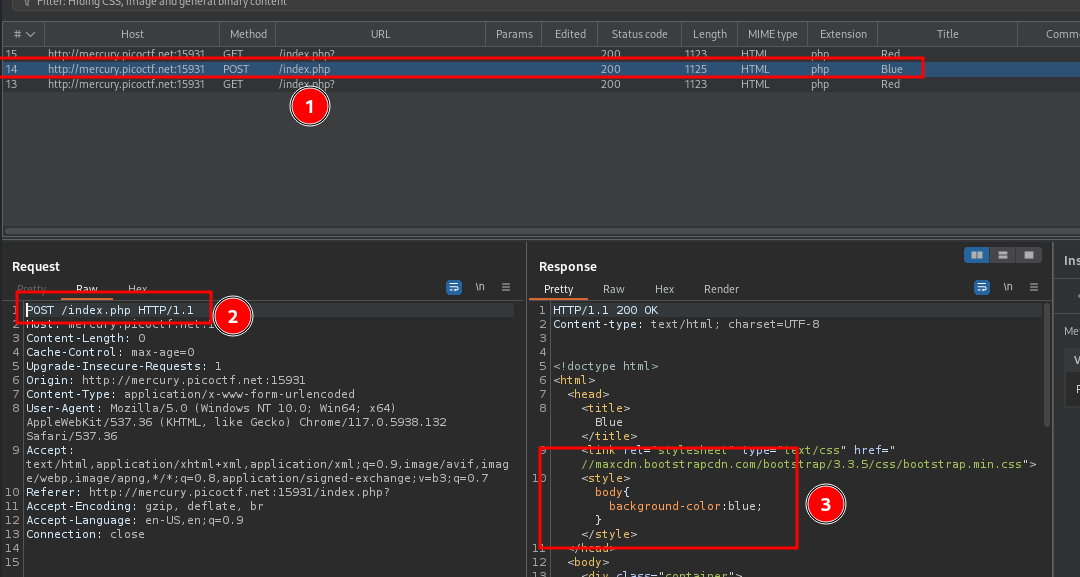 Filter: Hiding CSS, image and general binary content
# Host Method URL Params Edited Status code Length MIME type Extension Title Comm
15 http://mercury.picoctf.net:15931 GET /index.php? 200 1123 HTML php Red
14 http://mercury.picoctf.net:15931 POST /index.php 200 1125 HTML php Blue
13 http://mercury.picoctf.net:15931 GET /index.php? 200 1123 HTML php Red
1
Request
Pretty Raw Hex \n
1 POST /index.php HTTP/1.1
2
2 Host: mercury.picoctf.net:1
3 Content-Length: 0
4 Cache-Control: max-age=0
5 Upgrade-Insecure-Requests: 1
6 Origin: http://mercury.picoctf.net:15931
7 Content-Type: application/x-www-form-urlencoded
8 User-Agent: Mozilla/5.0 (Windows NT 10.0; Win64; x64)
AppleWebKit/537.36 (KHTML, like Gecko) Chrome/117.0.5938.132
Safari/537.36
9 Accept:
text/html,application/xhtml+xml,application/xml;q=0.9,image/avif,imag
e/webp,image/apng,*/*;q=0.8,application/signed-exchange;v=b3;q=0.7
10 Referer: http://mercury.picoctf.net:15931/index.php?
11 Accept-Encoding: gzip, deflate, br
12 Accept-Language: en-US,en;q=0.9
13 Connection: close
14
15
Response
Pretty Raw Hex Render \n
1 HTTP/1.1 200 OK
2 Content-type: text/html; charset=UTF-8
3
4
5 <!doctype html>
6 <html>
7 <head>
8 <title>
Blue
</title>
9 <link rel="stylesheet" type="text/css" href="
//maxcdn.bootstrapcdn.com/bootstrap/3.3.5/css/bootstrap.min.css">
10 <style>
body{
background-color:blue;
}
</style>
3
11 </head>
12 <body>
13 <div class="container">
Ins
Me